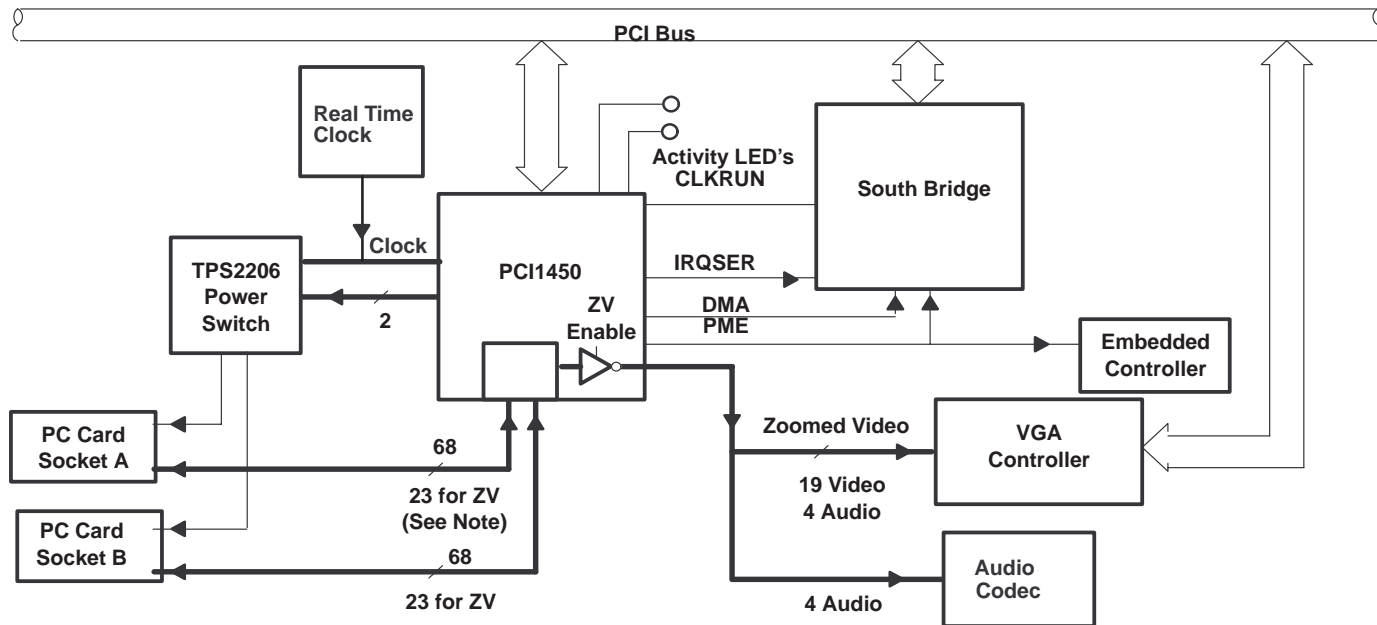 PCI Bus
Real Time
Clock
Activity LED’s
CLKRUN
South Bridge
Clock
TPS2206
Power
Switch
PCI1450
IRQSER
2
ZV
Enable
DMA
PME
Embedded
Controller
PC Card
Socket A
68
23 for ZV
(See Note)
Zoomed Video
19 Video
4 Audio
VGA
Controller
PC Card
Socket B
68
23 for ZV
4 Audio
Audio
Codec